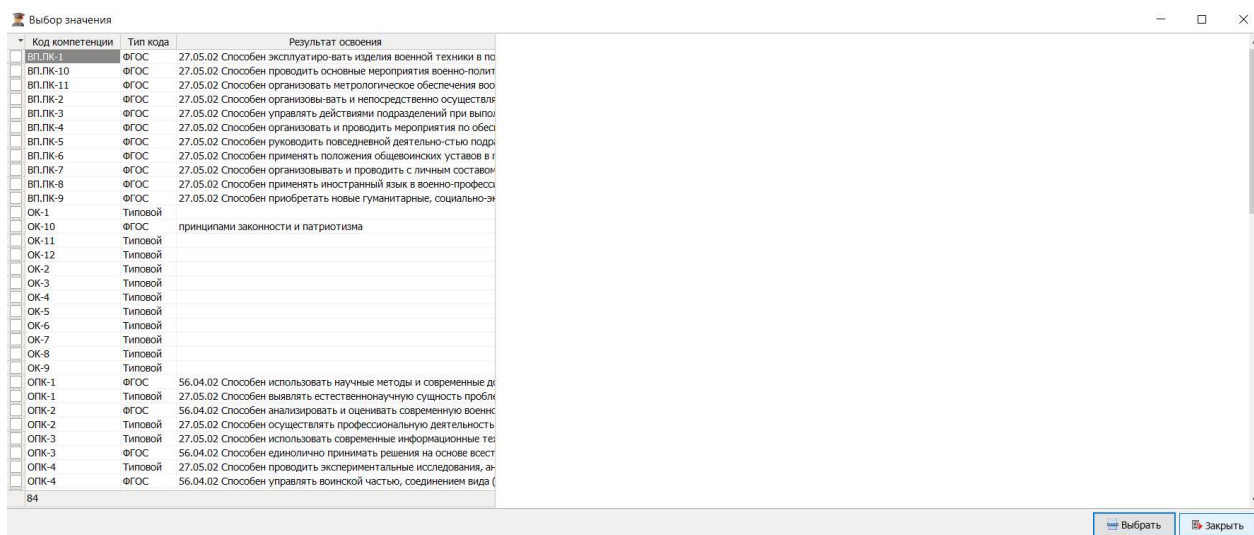 Выбор значения
Код компетенции Тип кода Результат освоения
ВП.ПК-1 ФГОС 27.05.02 Способен эксплуатиро-вать изделия военной техники в по
ВП.ПК-10 ФГОС 27.05.02 Способен проводить основные мероприятия военно-полит
ВП.ПК-11 ФГОС 27.05.02 Способен организовать метрологическое обеспечения воо
ВП.ПК-2 ФГОС 27.05.02 Способен организовы-вать и непосредственно осуществля
ВП.ПК-3 ФГОС 27.05.02 Способен управлять действиями подразделений при выпол
ВП.ПК-4 ФГОС 27.05.02 Способен организовать и проводить мероприятия по обес
ВП.ПК-5 ФГОС 27.05.02 Способен руководить повседневной деятельно-стью подра
ВП.ПК-6 ФГОС 27.05.02 Способен применять положения общевоинских уставов в п
ВП.ПК-7 ФГОС 27.05.02 Способен организовывать и проводить с личным составом
ВП.ПК-8 ФГОС 27.05.02 Способен применять иностранный язык в военно-професси
ВП.ПК-9 ФГОС 27.05.02 Способен приобретать новые гуманитарные, социально-эк
ОК-1 Типовой
ОК-10 ФГОС принципами законности и патриотизма
ОК-11 Типовой
ОК-12 Типовой
ОК-2 Типовой
ОК-3 Типовой
ОК-4 Типовой
ОК-5 Типовой
ОК-6 Типовой
ОК-7 Типовой
ОК-8 Типовой
ОК-9 Типовой
ОПК-1 ФГОС 56.04.02 Способен использовать научные методы и современные до
ОПК-1 Типовой 27.05.02 Способен выявлять естественнонаучную сущность пробле
ОПК-2 ФГОС 56.04.02 Способен анализировать и оценивать современную военно
ОПК-2 Типовой 27.05.02 Способен осуществлять профессиональную деятельность
ОПК-3 Типовой 27.05.02 Способен использовать современные информационные тех
ОПК-3 ФГОС 56.04.02 Способен единолично принимать решения на основе всест
ОПК-4 Типовой 27.05.02 Способен проводить экспериментальные исследования, ан
ОПК-4 ФГОС 56.04.02 Способен управлять воинской частью, соединением вида (
84
Выбрать Закрыть